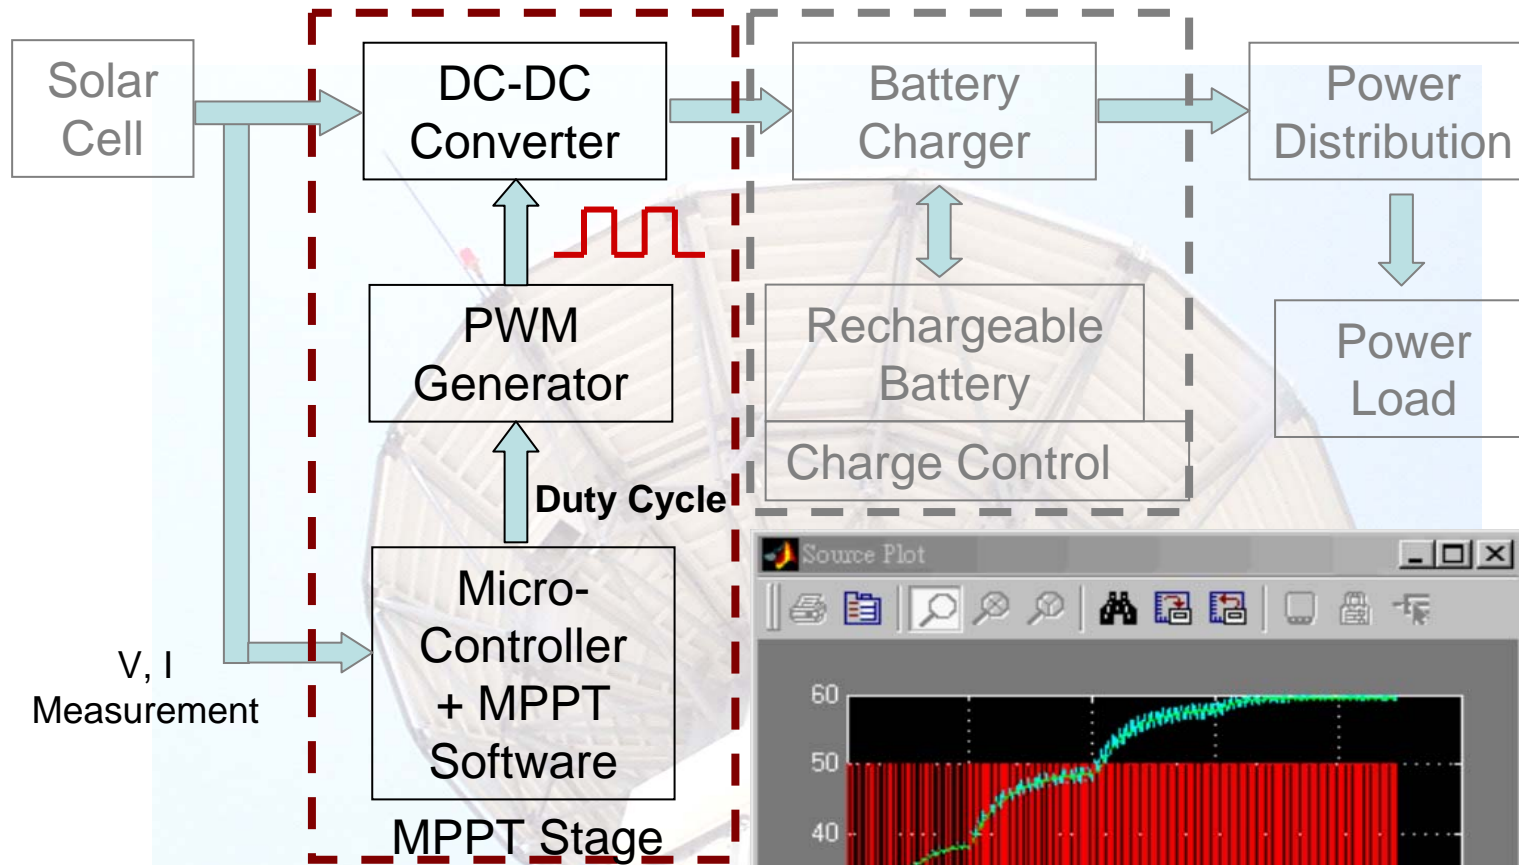 Solar
Cell
DC-DC
Converter
Battery
Charger
Power
Distribution
PWM
Generator
Rechargeable
Battery
Charge Control
Power
Load
Duty Cycle
Micro-
Controller
+ MPPT
Software
V, I
Measurement
MPPT Stage
Source Plot
60
50
40